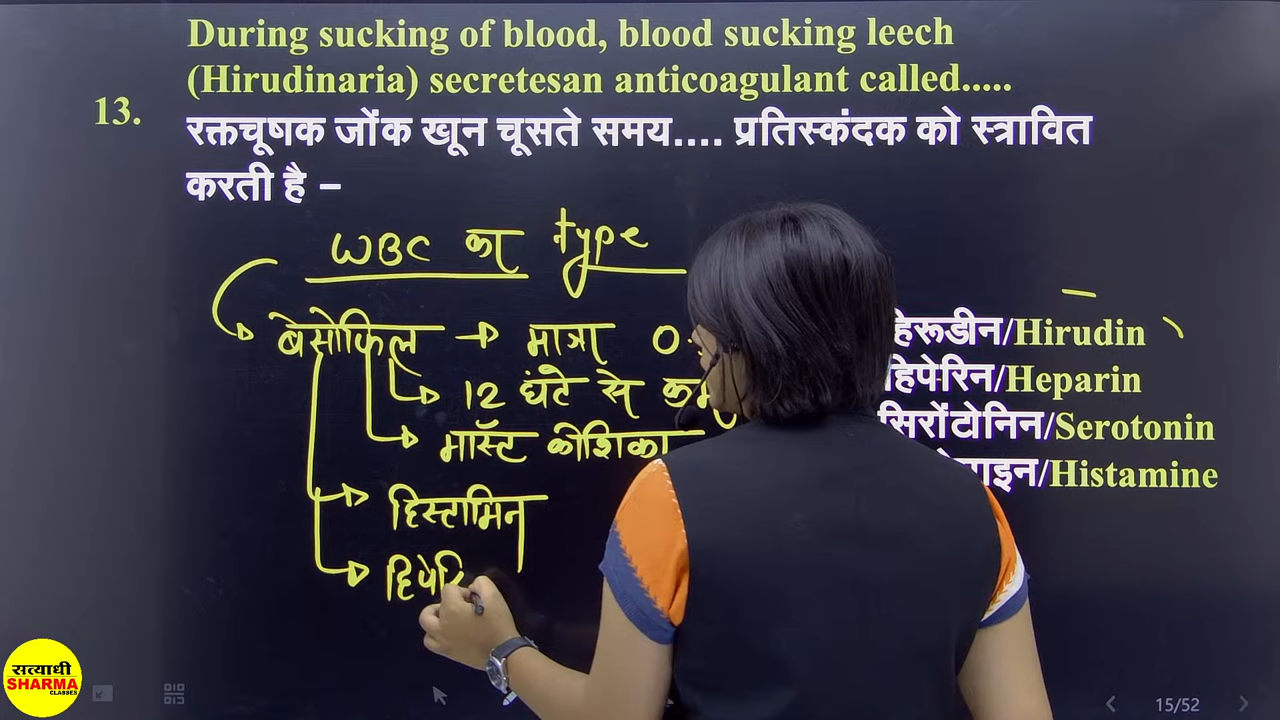 During sucking of blood, blood sucking leech
(Hirudinaria) secretesan anticoagulant called.....
13.
रक्तचूषक जोंक खून चूसते समय.... प्रतिस्कंदक को स्त्रावित
करती है –
WBC का type
बेसोफिल → मात्रा 0.
12 घंटे से कम
मॉस्ट कोशिका
हिस्टामिन
हिपेरि
हिरूडीन/Hirudin
हिपेरिन/Heparin
सिरोंटोनिन/Serotonin
/Histamine
सत्यार्थी
SHARMA
CLASSES
15/52